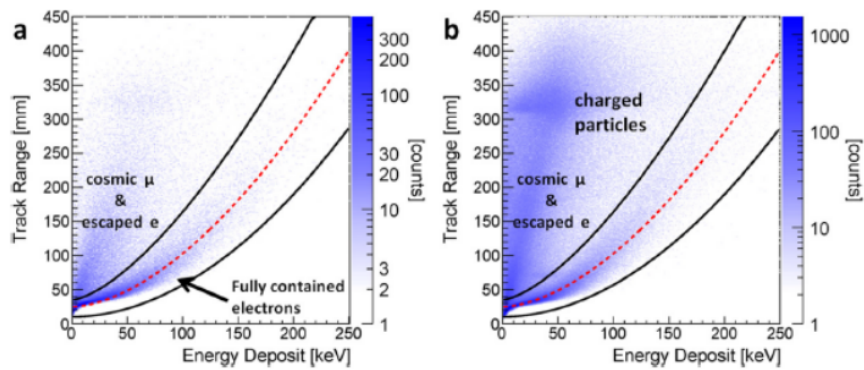 a
450
400
350
300
250
200
150
100
50
0
Track Range [mm]
cosmic μ
&
escaped e
Fully contained
electrons
0 50 100 150 200 250
Energy Deposit [keV]
300
200
100
30
20
10
3
2
1
[counts]
b
450
400
350
300
250
200
150
100
50
0
Track Range [mm]
charged
particles
cosmic μ
&
escaped e
0 50 100 150 200 250
Energy Deposit [keV]
1000
100
10
1
[counts]